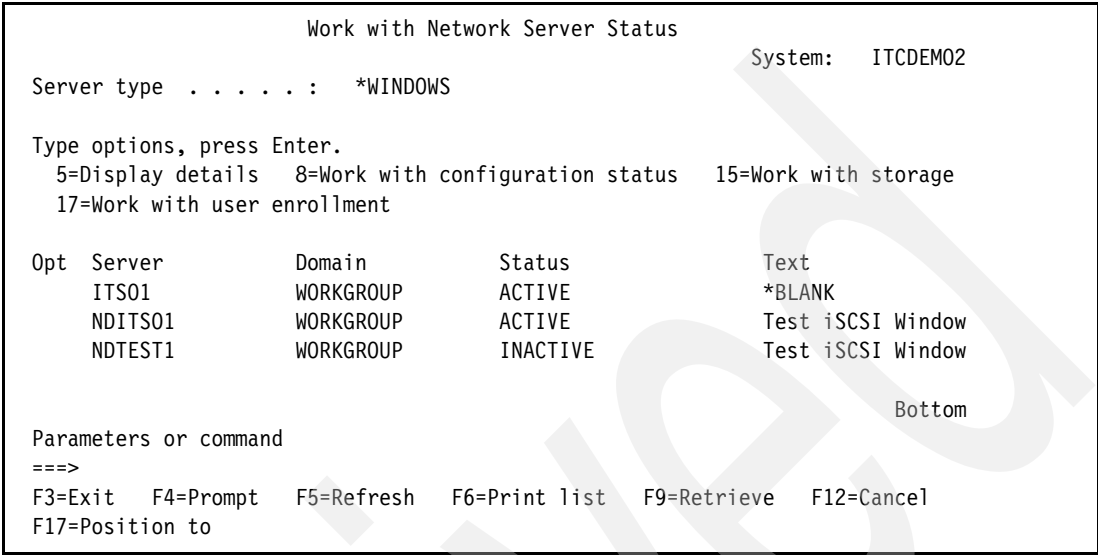 Work with Network Server Status
System: ITCDEMO2
Server type . . . . . : *WINDOWS
Type options, press Enter.
5=Display details 8=Work with configuration status 15=Work with storage
17=Work with user enrollment
Opt Server Domain Status Text
ITSO1 WORKGROUP ACTIVE *BLANK
NDITSO1 WORKGROUP ACTIVE Test iSCSI Window
NDTEST1 WORKGROUP INACTIVE Test iSCSI Window
Bottom
Parameters or command
===>
F3=Exit F4=Prompt F5=Refresh F6=Print list F9=Retrieve F12=Cancel
F17=Position to